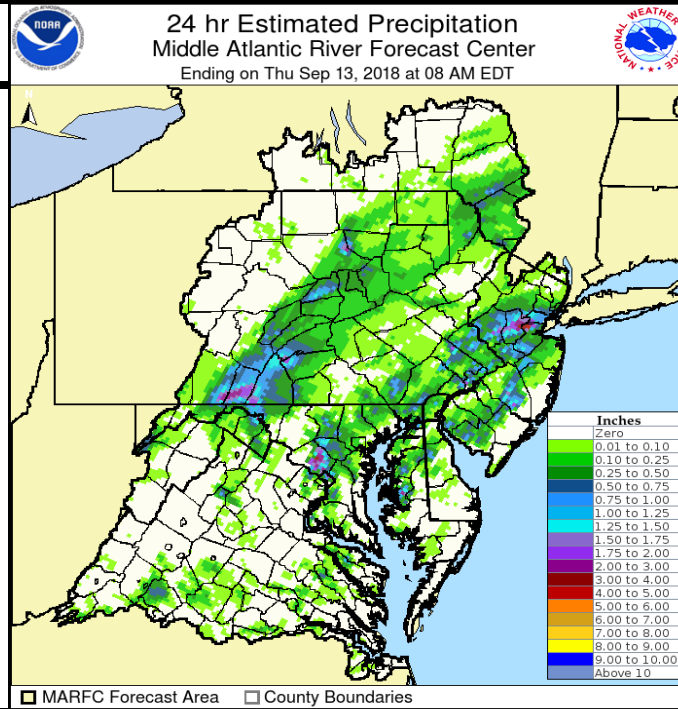 24 hr Estimated Precipitation
Middle Atlantic River Forecast Center
Ending on Thu Sep 13, 2018 at 08 AM EDT
NOAA
NATIONAL WEATHER
N
Inches
Zero
0.01 to 0.10
0.10 to 0.25
0.25 to 0.50
0.50 to 0.75
0.75 to 1.00
1.00 to 1.25
1.25 to 1.50
1.50 to 1.75
1.75 to 2.00
2.00 to 3.00
3.00 to 4.00
4.00 to 5.00
5.00 to 6.00
6.00 to 7.00
7.00 to 8.00
8.00 to 9.00
9.00 to 10.00
Above 10
MARFC Forecast Area
County Boundaries